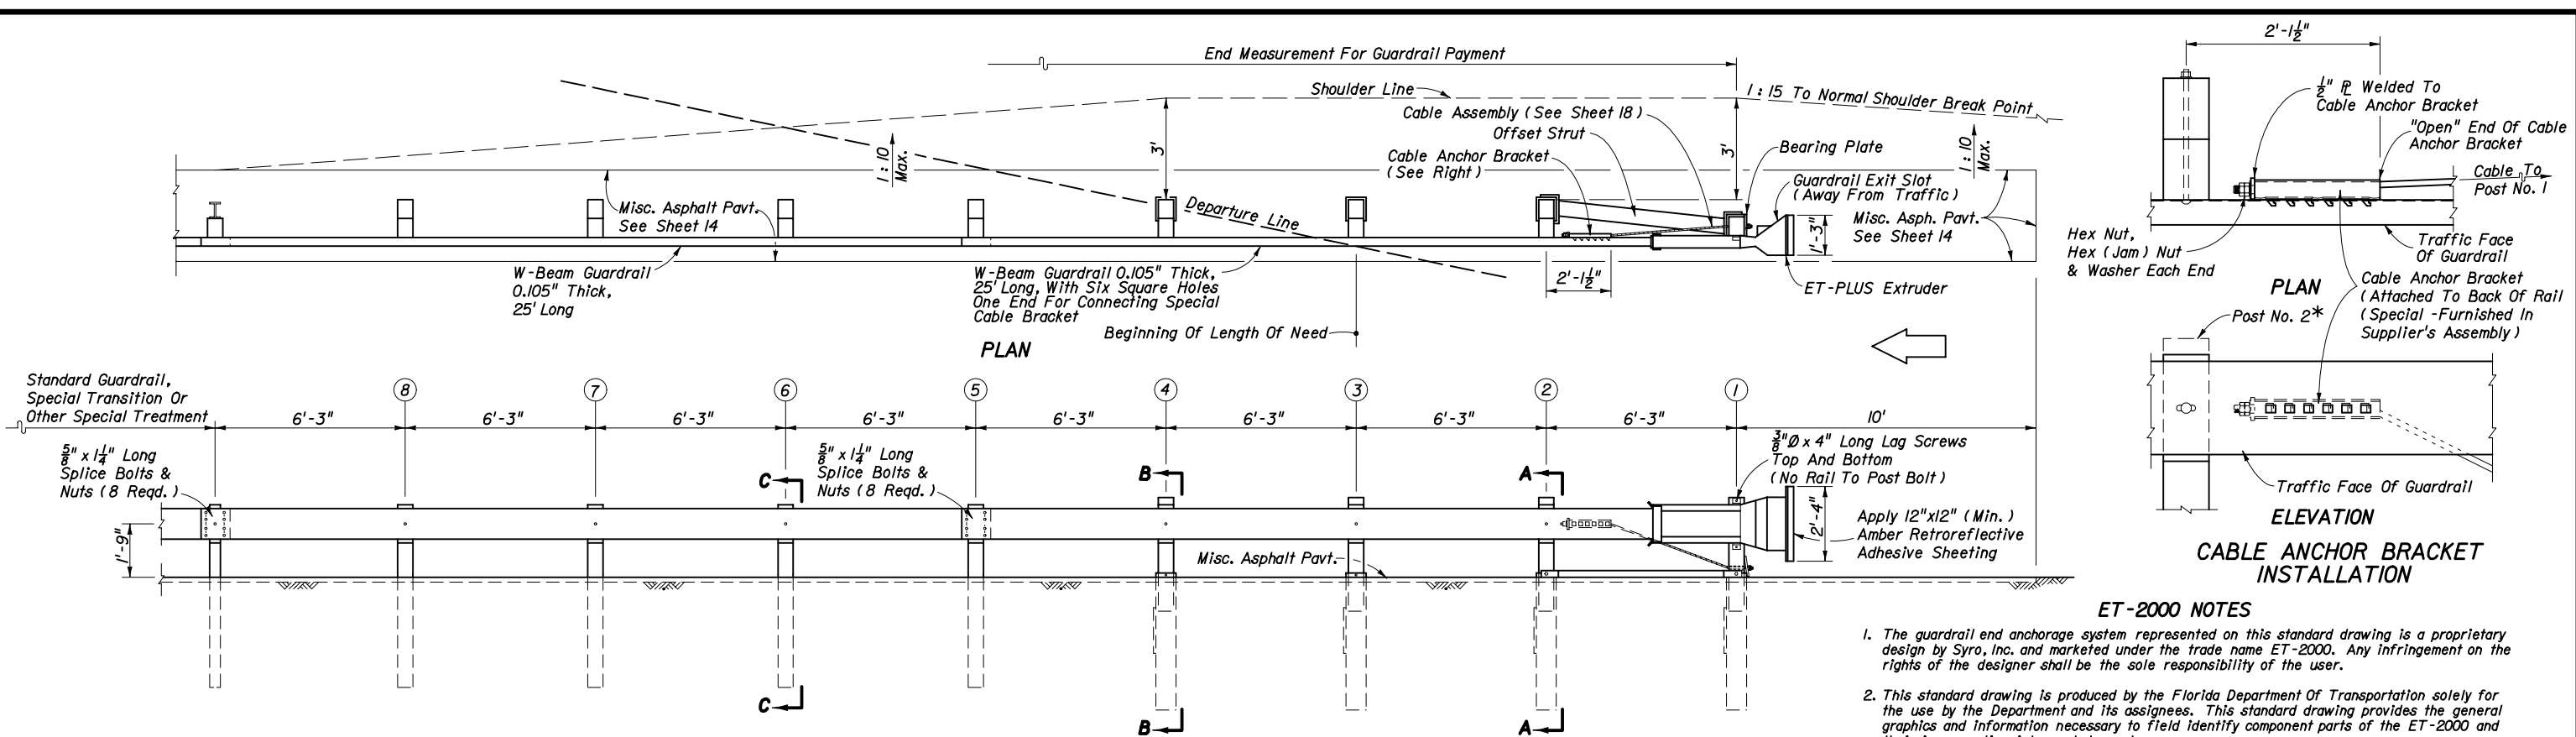 End Measurement For Guardrail Payment
Shoulder Line
1 : 15 To Normal Shoulder Break Point
Cable Assembly (See Sheet 18)
Offset Strut
Cable Anchor Bracket
(See Right)
Bearing Plate
Guardrail Exit Slot
(Away From Traffic)
1 : 10
Max.
3'
3'
1 : 10
Max.
Misc. Asphalt Pavt.
See Sheet 14
Departure Line
1'-3"
Misc. Asph. Pavt.
See Sheet 14
W-Beam Guardrail
0.105" Thick,
25' Long
W-Beam Guardrail 0.105" Thick,
25' Long, With Six Square Holes
One End For Connecting Special
Cable Bracket
2'-1½"
ET-PLUS Extruder
Beginning Of Length Of Need
PLAN
Standard Guardrail,
Special Transition Or
Other Special Treatment
8 7 6 5 4 3 2 1
6'-3" 6'-3" 6'-3" 6'-3" 6'-3" 6'-3" 6'-3" 6'-3" 10'
⅝" x 1¼" Long
Splice Bolts &
Nuts (8 Reqd.)
⅝" x 1¼" Long
Splice Bolts &
Nuts (8 Reqd.)
C
B
A
⅜"Ø x 4" Long Lag Screws
Top And Bottom
(No Rail To Post Bolt)
1'-9"
2'-4"
Apply 12"x12" (Min.)
Amber Retroreflective
Adhesive Sheeting
Misc. Asphalt Pavt.
C
B
A
2'-1½"
½" ℄ Welded To
Cable Anchor Bracket
"Open" End Of Cable
Anchor Bracket
Cable To
Post No. 1
Hex Nut,
Hex (Jam) Nut
& Washer Each End
Traffic Face
Of Guardrail
PLAN
Cable Anchor Bracket
(Attached To Back Of Rail
(Special -Furnished In
Supplier's Assembly)
Post No. 2*
Traffic Face Of Guardrail
ELEVATION
CABLE ANCHOR BRACKET
INSTALLATION
ET-2000 NOTES
1. The guardrail end anchorage system represented on this standard drawing is a proprietary
design by Syro, Inc. and marketed under the trade name ET-2000. Any infringement on the
rights of the designer shall be the sole responsibility of the user.
2. This standard drawing is produced by the Florida Department Of Transportation solely for
the use by the Department and its assignees. This standard drawing provides the general
graphics and information necessary to field identify component parts of the ET-2000 and